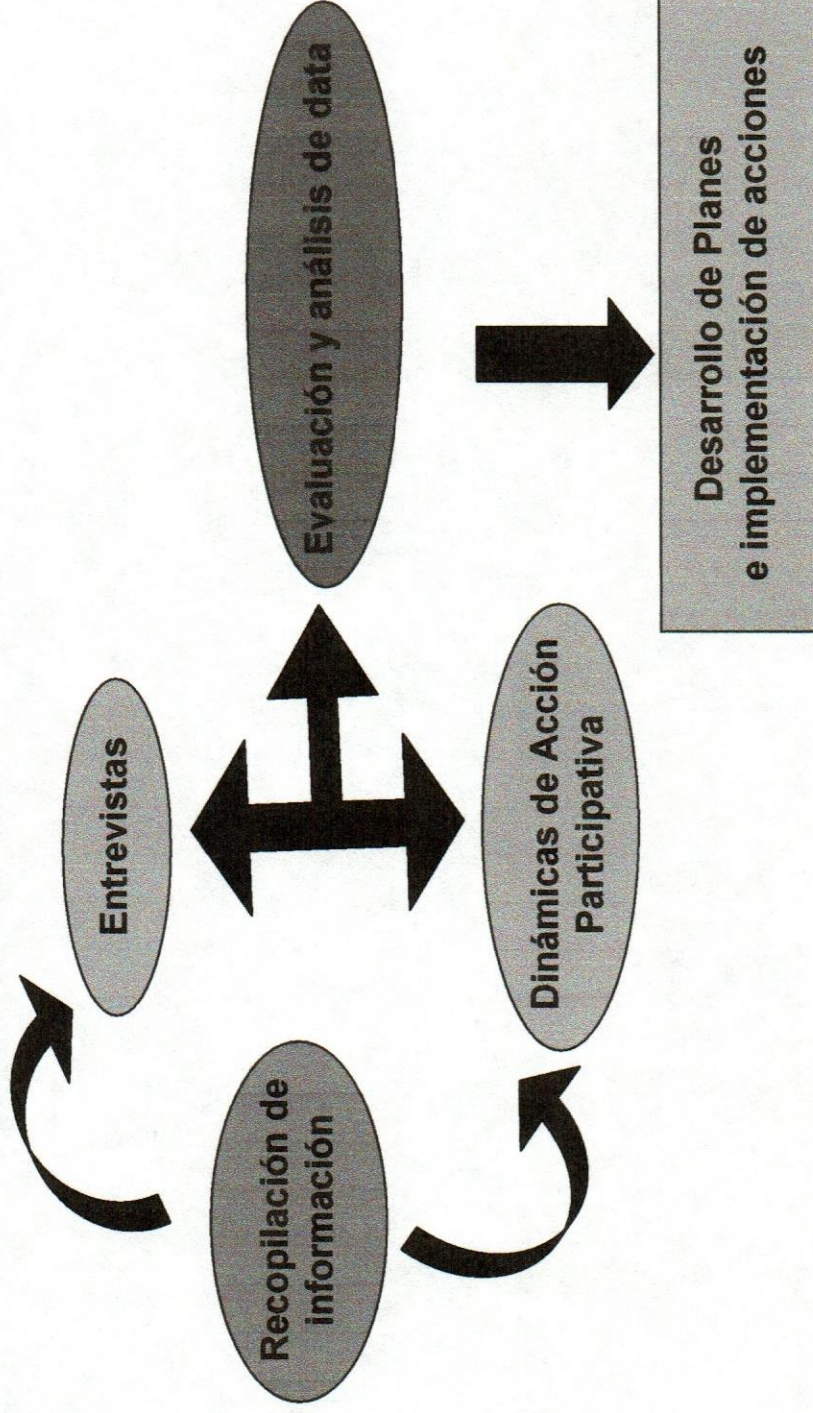 Recopilación de
información
Entrevistas
Dinámicas de Acción
Participativa
Evaluación y análisis de data
Desarrollo de Planes
e implementación de acciones